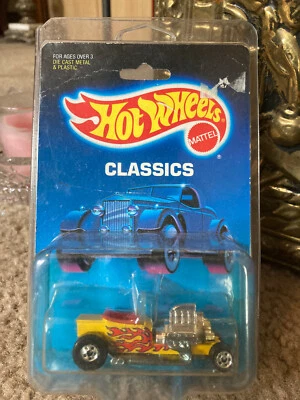 FOR AGES OVER 3
DIE CAST METAL
& PLASTIC
Hot Wheels
MATTEL
CLASSICS